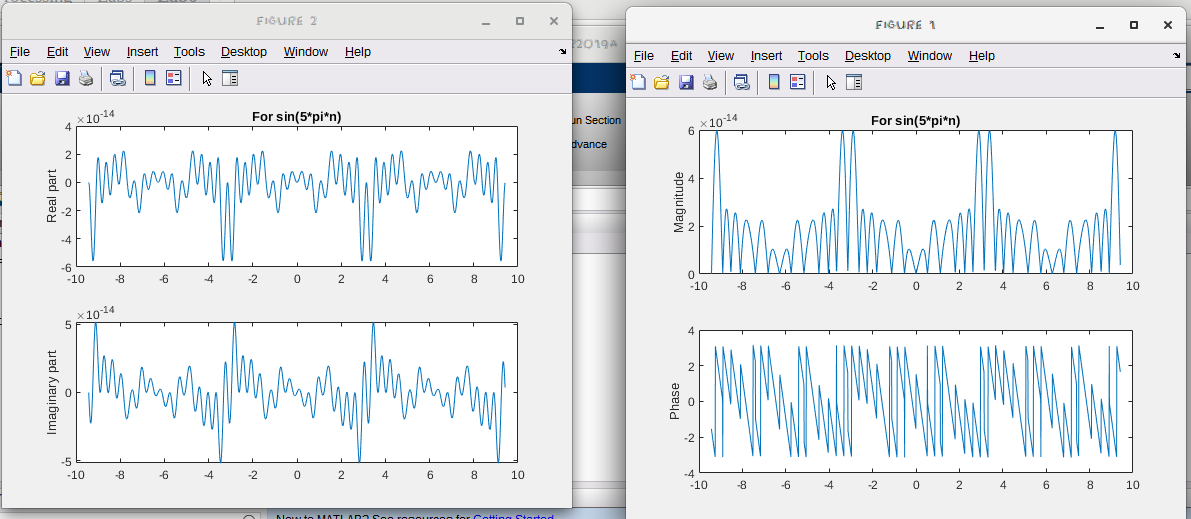 FIGURE 2
File Edit View Insert Tools Desktop Window Help
×10-14
For sin(5*pi*n)
4
2
0
-2
-4
-6
Real part
-10 -8 -6 -4 -2 0 2 4 6 8 10
×10-14
5
0
-5
Imaginary part
-10 -8 -6 -4 -2 0 2 4 6 8 10
2019A
un Section
dvance
FIGURE 1
File Edit View Insert Tools Desktop Window Help
×10-14
For sin(5*pi*n)
6
4
2
0
Magnitude
-10 -8 -6 -4 -2 0 2 4 6 8 10
4
2
0
-2
-4
Phase
-10 -8 -6 -4 -2 0 2 4 6 8 10
New to MATLAB? See resources for Getting Started